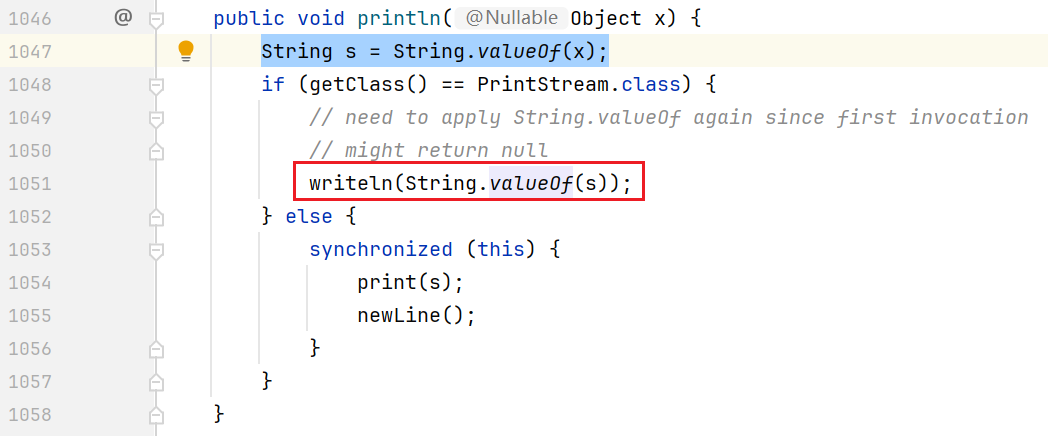 1046 @ public void println( @Nullable Object x) {
1047 String s = String.valueOf(x);
1048 if (getClass() == PrintStream.class) {
1049 // need to apply String.valueOf again since first invocation
1050 // might return null
1051 writeln(String.valueOf(s));
1052 } else {
1053 synchronized (this) {
1054 print(s);
1055 newLine();
1056 }
1057 }
1058 }